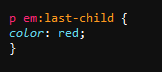 p em:last-child {
color: red;
}